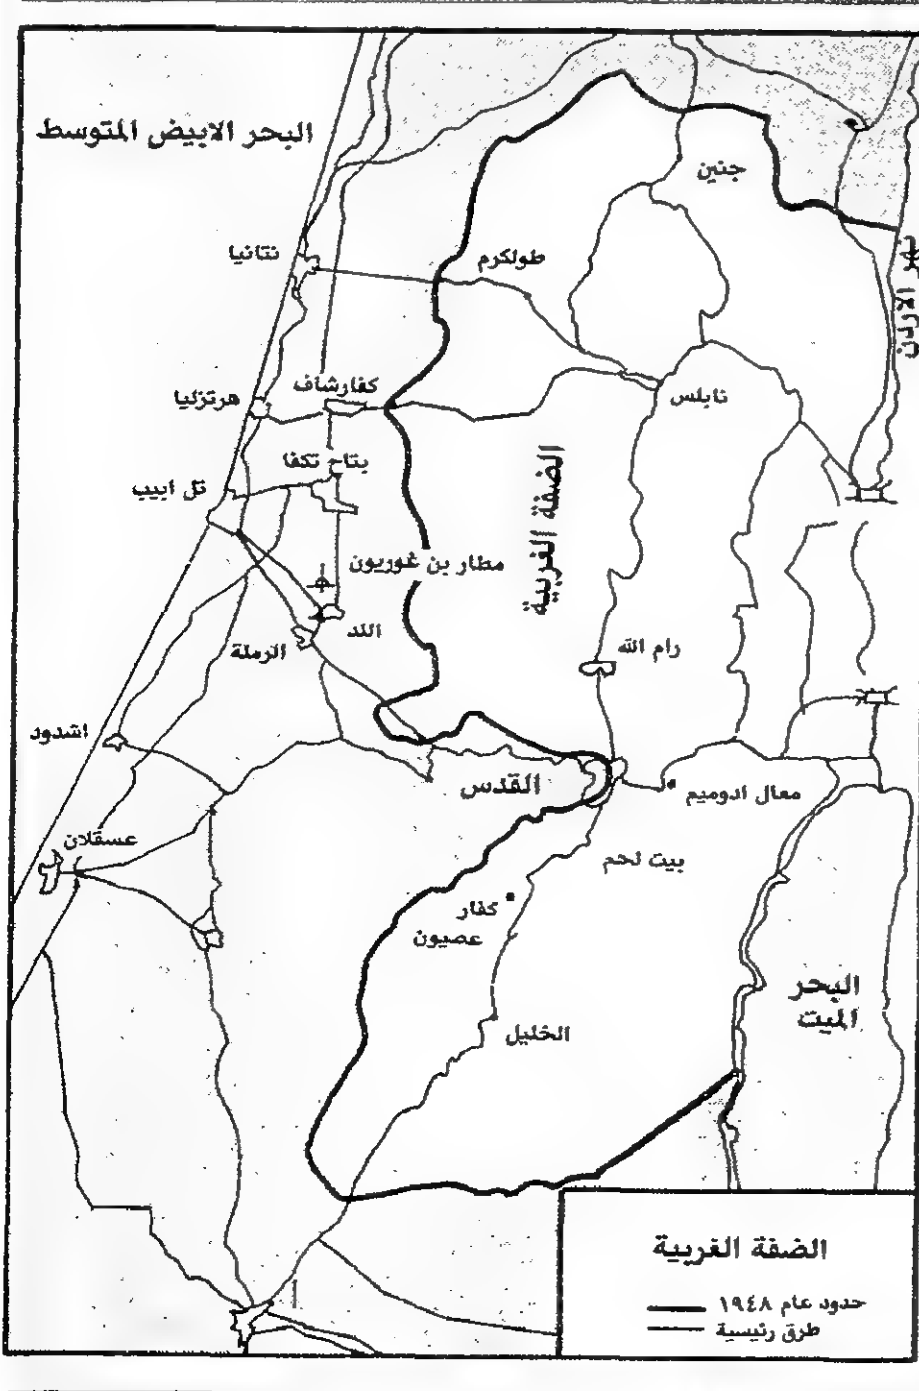 البحر الابيض المتوسط
جنين
نهر الاردن
نتانيا
طولكرم
كفارشاف
هرتزليا
نابلس
بتاح تكفا
تل ابيب
الضفة الغربية
مطار بن غوريون
اللد
الرملة
رام الله
اشدود
القدس
معال ادوميم
عسقلان
بيت لحم
كفار
عصيون
البحر
الميت
الخليل
الضفة الغربية
حدود عام ١٩٤٨
طرق رئيسية